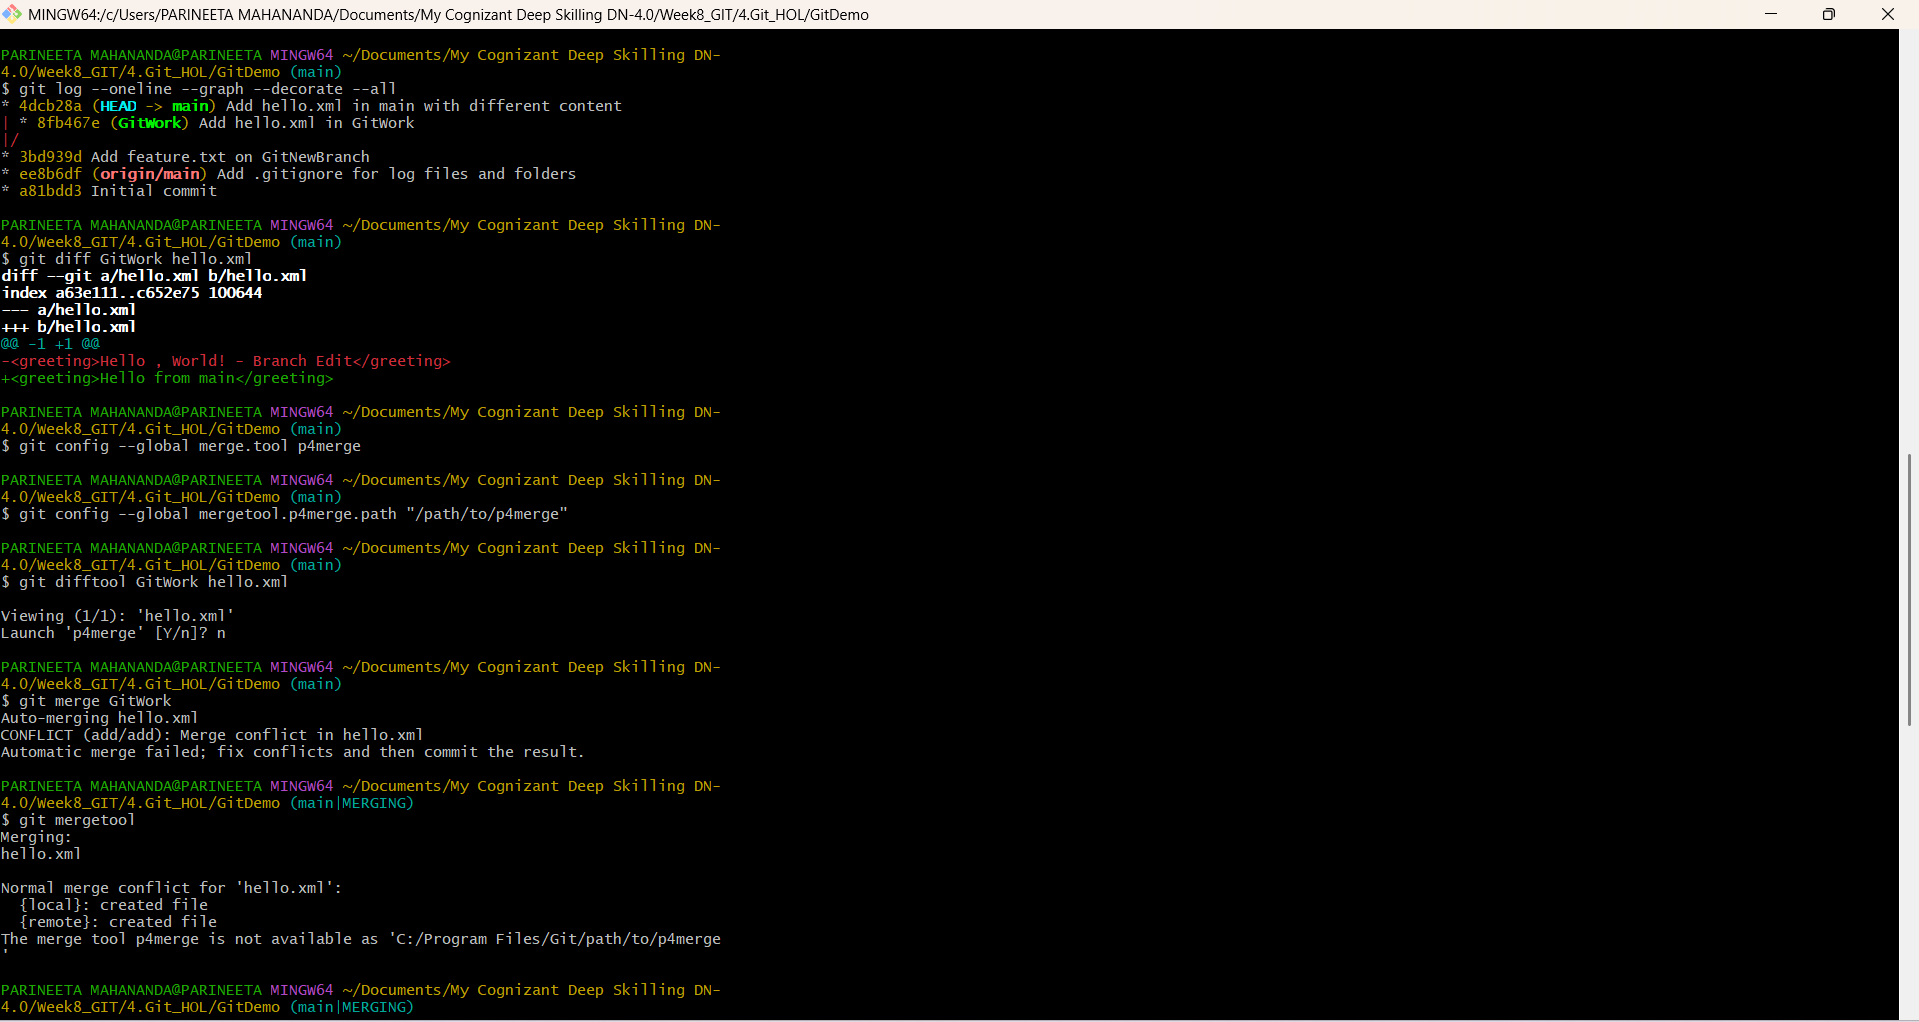 MINGW64:/c/Users/PARINEETA MAHANANDA/Documents/My Cognizant Deep Skilling DN-4.0/Week8_GIT/4.Git_HOL/GitDemo
PARINEETA MAHANANDA@PARINEETA MINGW64 ~/Documents/My Cognizant Deep Skilling DN-
4.0/Week8_GIT/4.Git_HOL/GitDemo (main)
$ git log --oneline --graph --decorate --all
* 4dcb28a (HEAD -> main) Add hello.xml in main with different content
| * 8fb467e (GitWork) Add hello.xml in GitWork
|/
* 3bd939d Add feature.txt on GitNewBranch
* ee8b6df (origin/main) Add .gitignore for log files and folders
* a81bdd3 Initial commit
PARINEETA MAHANANDA@PARINEETA MINGW64 ~/Documents/My Cognizant Deep Skilling DN-
4.0/Week8_GIT/4.Git_HOL/GitDemo (main)
$ git diff GitWork hello.xml
diff --git a/hello.xml b/hello.xml
index a63e111..c652e75 100644
--- a/hello.xml
+++ b/hello.xml
@@ -1 +1 @@
-<greeting>Hello , World! - Branch Edit</greeting>
+<greeting>Hello from main</greeting>
PARINEETA MAHANANDA@PARINEETA MINGW64 ~/Documents/My Cognizant Deep Skilling DN-
4.0/Week8_GIT/4.Git_HOL/GitDemo (main)
$ git config --global merge.tool p4merge
PARINEETA MAHANANDA@PARINEETA MINGW64 ~/Documents/My Cognizant Deep Skilling DN-
4.0/Week8_GIT/4.Git_HOL/GitDemo (main)
$ git config --global mergetool.p4merge.path "/path/to/p4merge"
PARINEETA MAHANANDA@PARINEETA MINGW64 ~/Documents/My Cognizant Deep Skilling DN-
4.0/Week8_GIT/4.Git_HOL/GitDemo (main)
$ git difftool GitWork hello.xml
Viewing (1/1): 'hello.xml'
Launch 'p4merge' [Y/n]? n
PARINEETA MAHANANDA@PARINEETA MINGW64 ~/Documents/My Cognizant Deep Skilling DN-
4.0/Week8_GIT/4.Git_HOL/GitDemo (main)
$ git merge GitWork
Auto-merging hello.xml
CONFLICT (add/add): Merge conflict in hello.xml
Automatic merge failed; fix conflicts and then commit the result.
PARINEETA MAHANANDA@PARINEETA MINGW64 ~/Documents/My Cognizant Deep Skilling DN-
4.0/Week8_GIT/4.Git_HOL/GitDemo (main|MERGING)
$ git mergetool
Merging:
hello.xml
Normal merge conflict for 'hello.xml':
  {local}: created file
  {remote}: created file
The merge tool p4merge is not available as 'C:/Program Files/Git/path/to/p4merge
'
PARINEETA MAHANANDA@PARINEETA MINGW64 ~/Documents/My Cognizant Deep Skilling DN-
4.0/Week8_GIT/4.Git_HOL/GitDemo (main|MERGING)